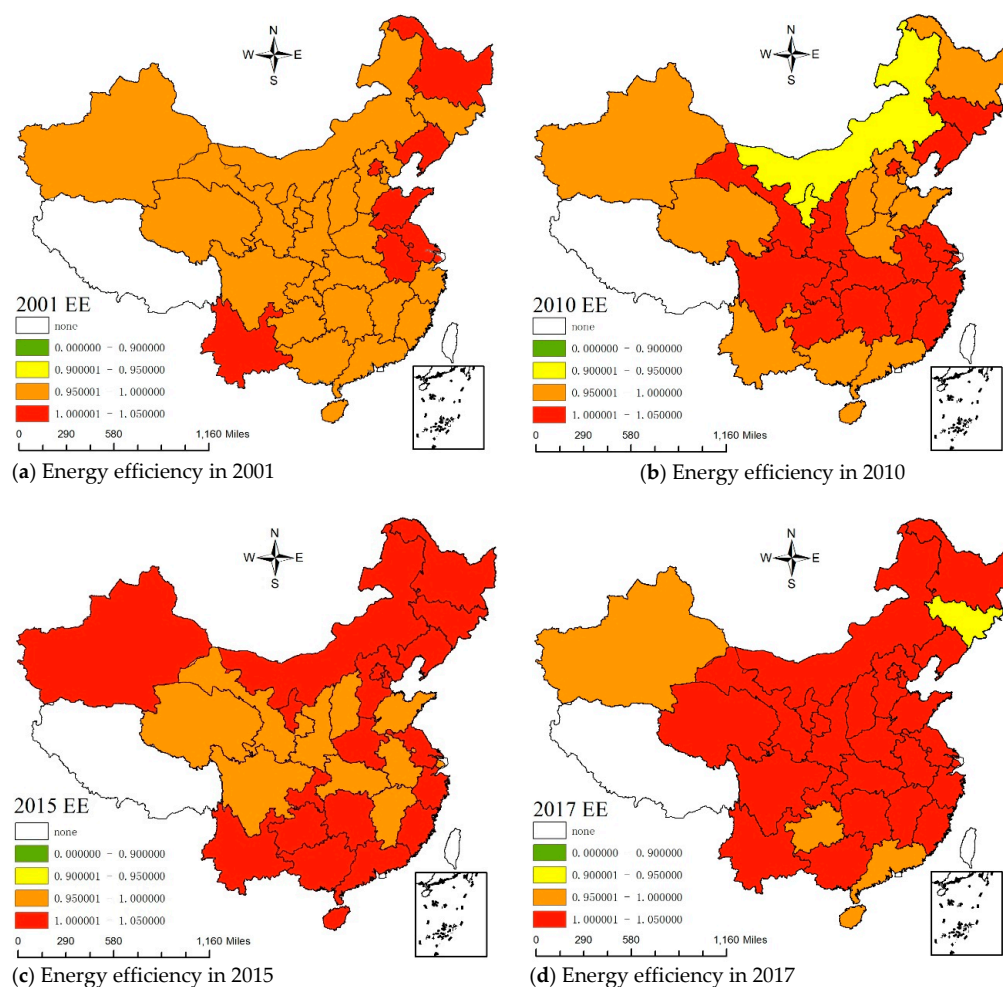 N
W E
S
2001 EE
none
0.000000 - 0.900000
0.900001 - 0.950000
0.950001 - 1.000000
1.000001 - 1.050000
0 290 580 1,160 Miles
(a) Energy efficiency in 2001
N
W E
S
2010 EE
none
0.000000 - 0.900000
0.900001 - 0.950000
0.950001 - 1.000000
1.000001 - 1.050000
0 290 580 1,160 Miles
(b) Energy efficiency in 2010
N
W E
S
2015 EE
none
0.000000 - 0.900000
0.900001 - 0.950000
0.950001 - 1.000000
1.000001 - 1.050000
0 290 580 1,160 Miles
(c) Energy efficiency in 2015
N
W E
S
2017 EE
none
0.000000 0.900000
0.900001 - 0.950000
0.950001 - 1.000000
1.000001 - 1.050000
0 290 580 1,160 Miles
(d) Energy efficiency in 2017